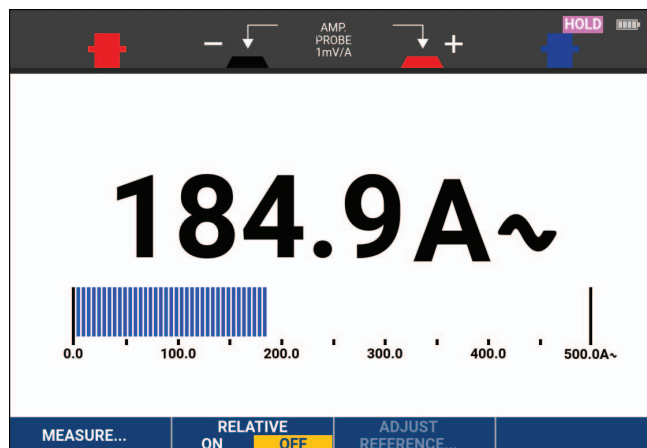 AMP.
PROBE
1mV/A
HOLD
− +
184.9A~
0.0 100.0 200.0 300.0 400.0 500.0A~
MEASURE...
RELATIVE
ON OFF
ADJUST
REFERENCE...